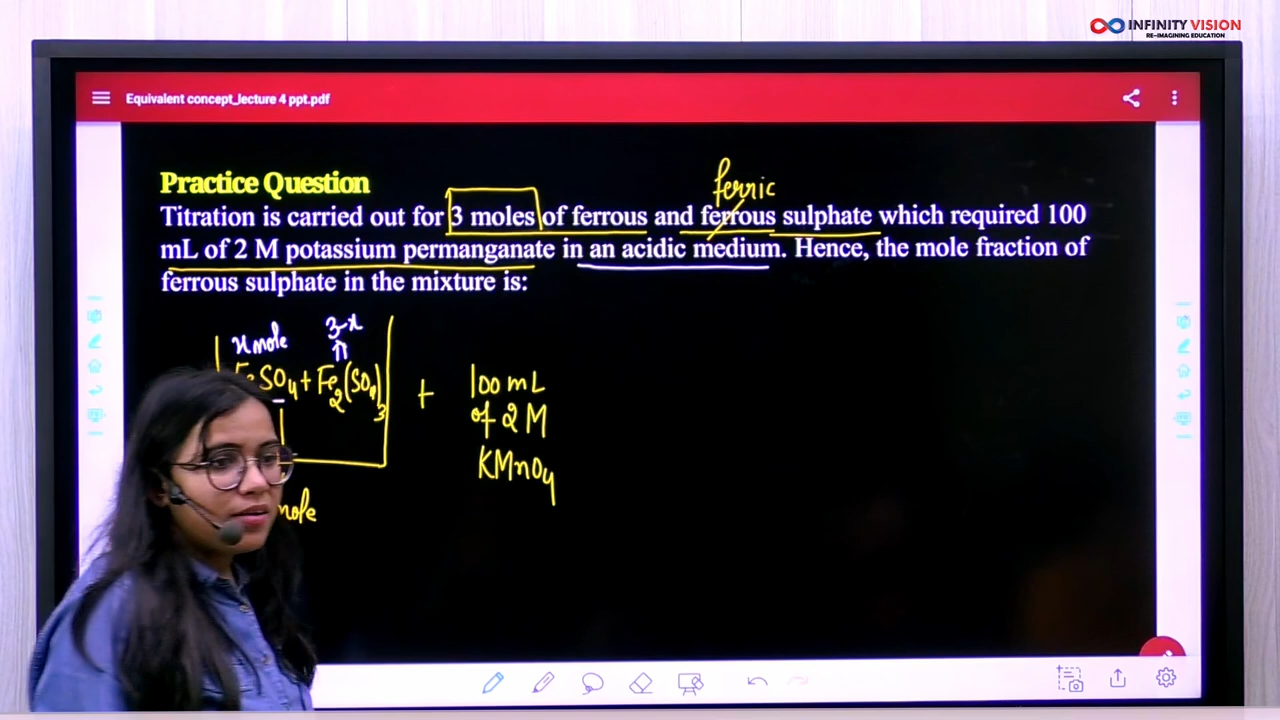 INFINITY VISION
RE-IMAGINING EDUCATION
Equivalent concept_lecture 4 ppt.pdf
Practice Question
ferric
Titration is carried out for 3 moles of ferrous and ferrous sulphate which required 100
mL of 2 M potassium permanganate in an acidic medium. Hence, the mole fraction of
ferrous sulphate in the mixture is:
x mole 3-x
SO4 + Fe2(SO4)3 + 100 mL
of 2 M
KMnO4
mole